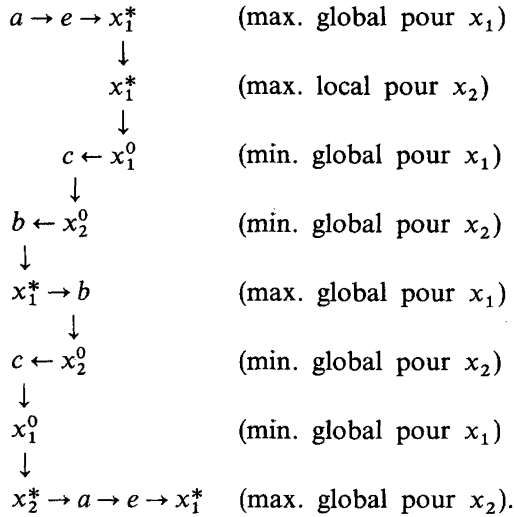 a → e → x₁* (max. global pour x₁)
↓
x₁* (max. local pour x₂)
↓
c ← x₁⁰ (min. global pour x₁)
↓
b ← x₂⁰ (min. global pour x₂)
↓
x₁* → b (max. global pour x₁)
↓
c ← x₂⁰ (min. global pour x₂)
↓
x₁⁰ (min. global pour x₁)
↓
x₂* → a → e → x₁* (max. global pour x₂).